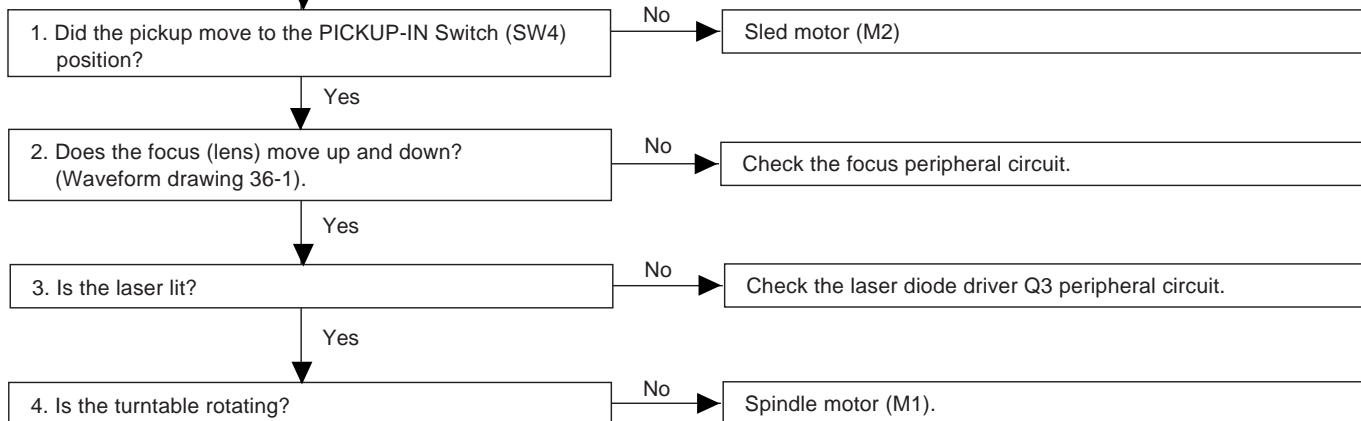 1. Did the pickup move to the PICKUP-IN Switch (SW4)
position?
No
Sled motor (M2)
Yes
2. Does the focus (lens) move up and down?
(Waveform drawing 36-1).
No
Check the focus peripheral circuit.
Yes
3. Is the laser lit?
No
Check the laser diode driver Q3 peripheral circuit.
Yes
4. Is the turntable rotating?
No
Spindle motor (M1).